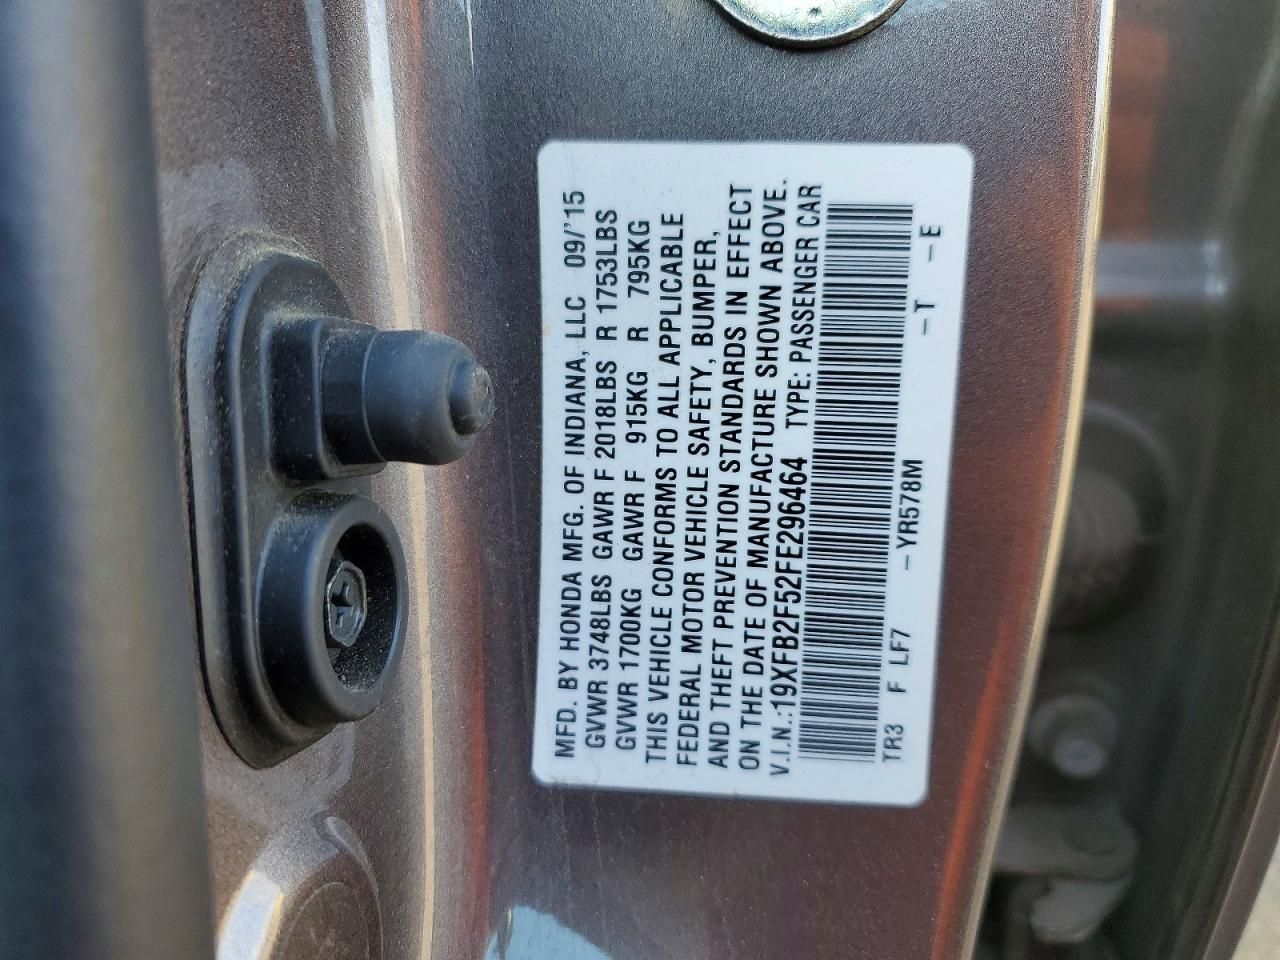 MFD. BY HONDA MFG. OF INDIANA, LLC 09/'15
GVWR 3748LBS GAWR F 2018LBS R 1753LBS
GVWR 1700KG GAWR F 915KG R 795KG
THIS VEHICLE CONFORMS TO ALL APPLICABLE
FEDERAL MOTOR VEHICLE SAFETY, BUMPER,
AND THEFT PREVENTION STANDARDS IN EFFECT
ON THE DATE OF MANUFACTURE SHOWN ABOVE.
V.I.N.:19XFB2F52FE296464 TYPE: PASSENGER CAR
TR3 F LF7 -YR578M -T -E